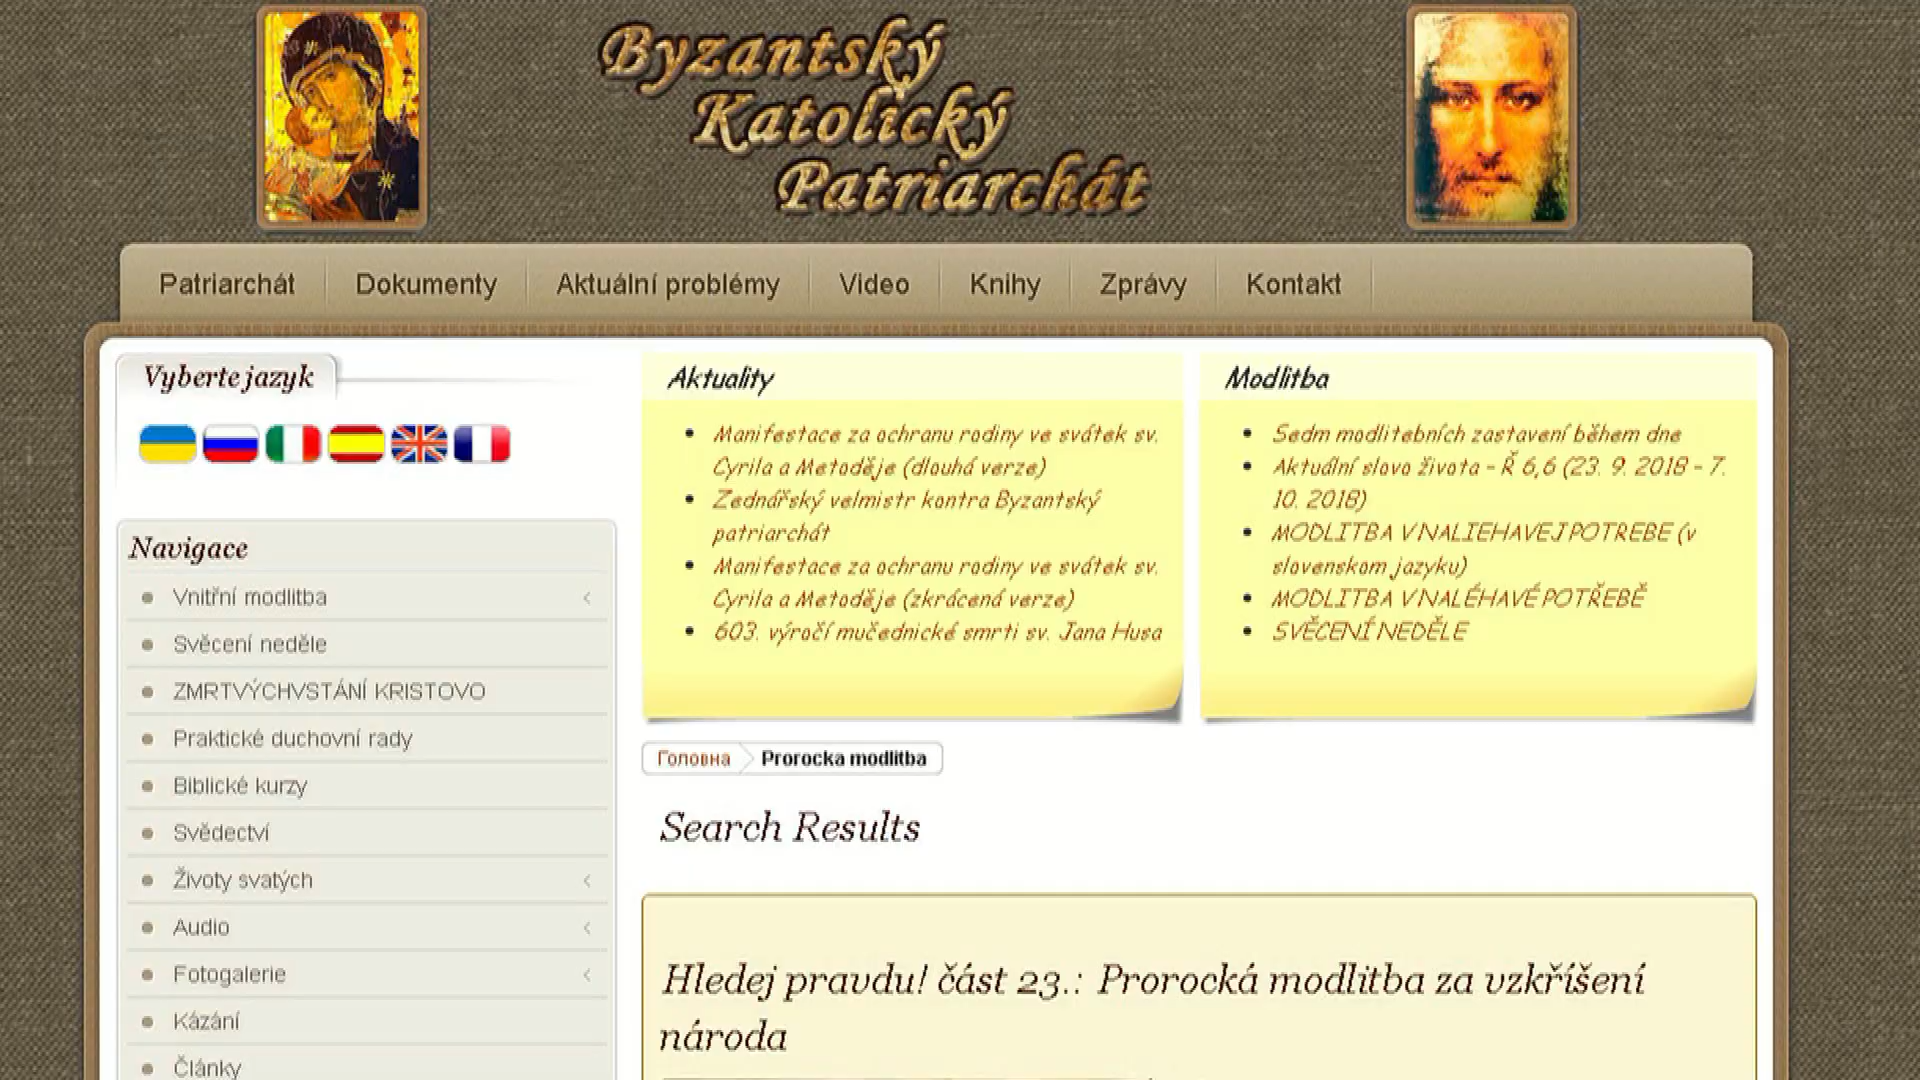 Byzantský
Katolický
Patriarchát
Patriarchát
Dokumenty
Aktuální problémy
Video
Knihy
Zprávy
Kontakt
Vyberte jazyk
Navigace
Vnitřní modlitba
Svěcení neděle
ZMRTVÝCHVSTÁNÍ KRISTOVO
Praktické duchovní rady
Biblické kurzy
Svědectví
Životy svatých
Audio
Fotogalerie
Kázání
Články
Aktuality
Manifestace za ochranu rodiny ve svátek sv.
Cyrila a Metoděje (dlouhá verze)
Zednářský velmistr kontra Byzantský
patriarchát
Manifestace za ochranu rodiny ve svátek sv.
Cyrila a Metoděje (zkrácená verze)
603. výročí mučednické smrti sv. Jana Husa
Modlitba
Sedm modlitebních zastavení během dne
Aktuální slovo života - Ř 6,6 (23. 9. 2018 - 7.
10. 2018)
MODLITBA V NALIEHAVEJ POTREBE (v
slovenskom jazyku)
MODLITBA V NALÉHAVÉ POTŘEBĚ
SVĚCENÍ NEDĚLE
Головна
Prorocka modlitba
Search Results
Hledej pravdu! část 23.: Prorocká modlitba za vzkříšení
národa